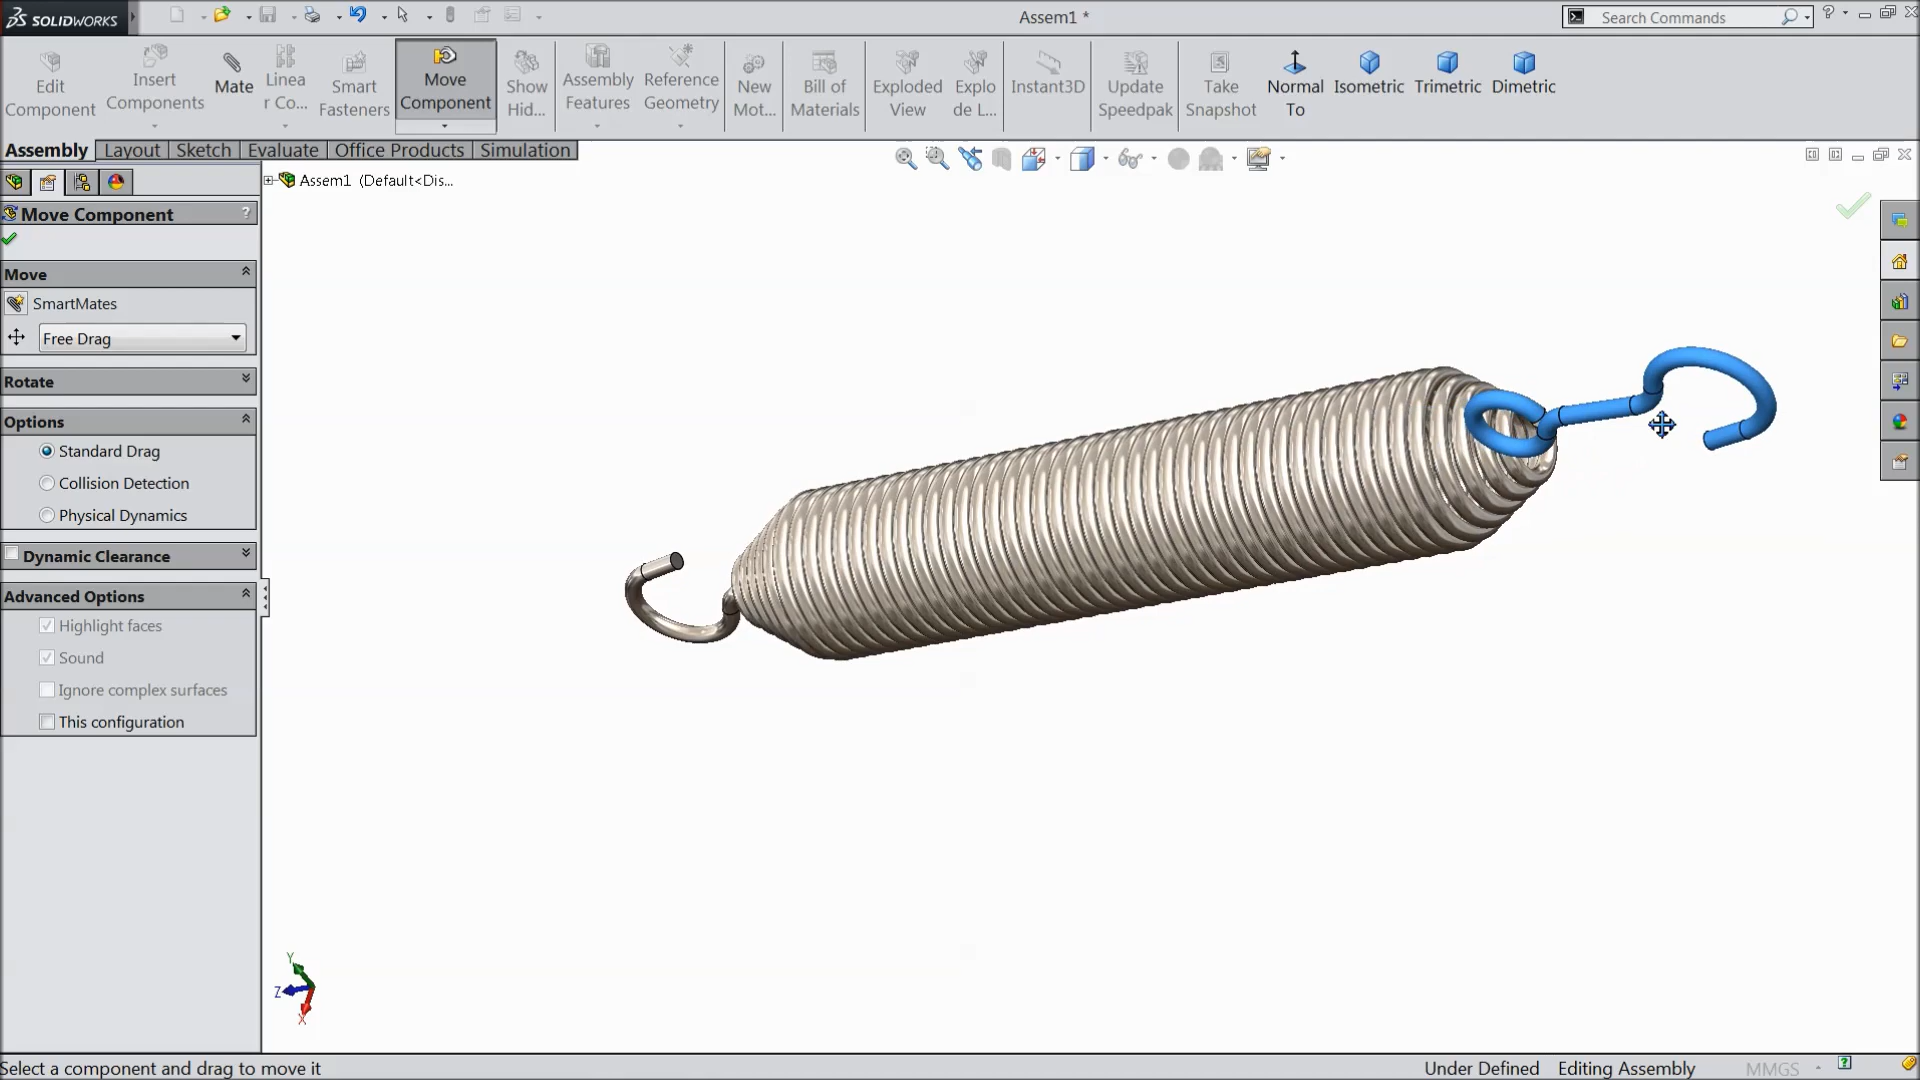 SOLIDWORKS
Assem1 *
Search Commands
?
Edit Component
Insert Components
Mate
Linea r Co...
Smart Fasteners
Move Component
Show Hid...
Assembly Features
Reference Geometry
New Mot...
Bill of Materials
Exploded View
Explo de L...
Instant3D
Update Speedpak
Take Snapshot
Normal To
Isometric
Trimetric
Dimetric
Assembly Layout Sketch Evaluate Office Products Simulation
Assem1 (Default<Dis...
Move Component ?
Move
SmartMates
Free Drag
Rotate
Options
Standard Drag
Collision Detection
Physical Dynamics
Dynamic Clearance
Advanced Options
Highlight faces
Sound
Ignore complex surfaces
This configuration
Y
Z
X
Select a component and drag to move it
Under Defined Editing Assembly MMGS ?